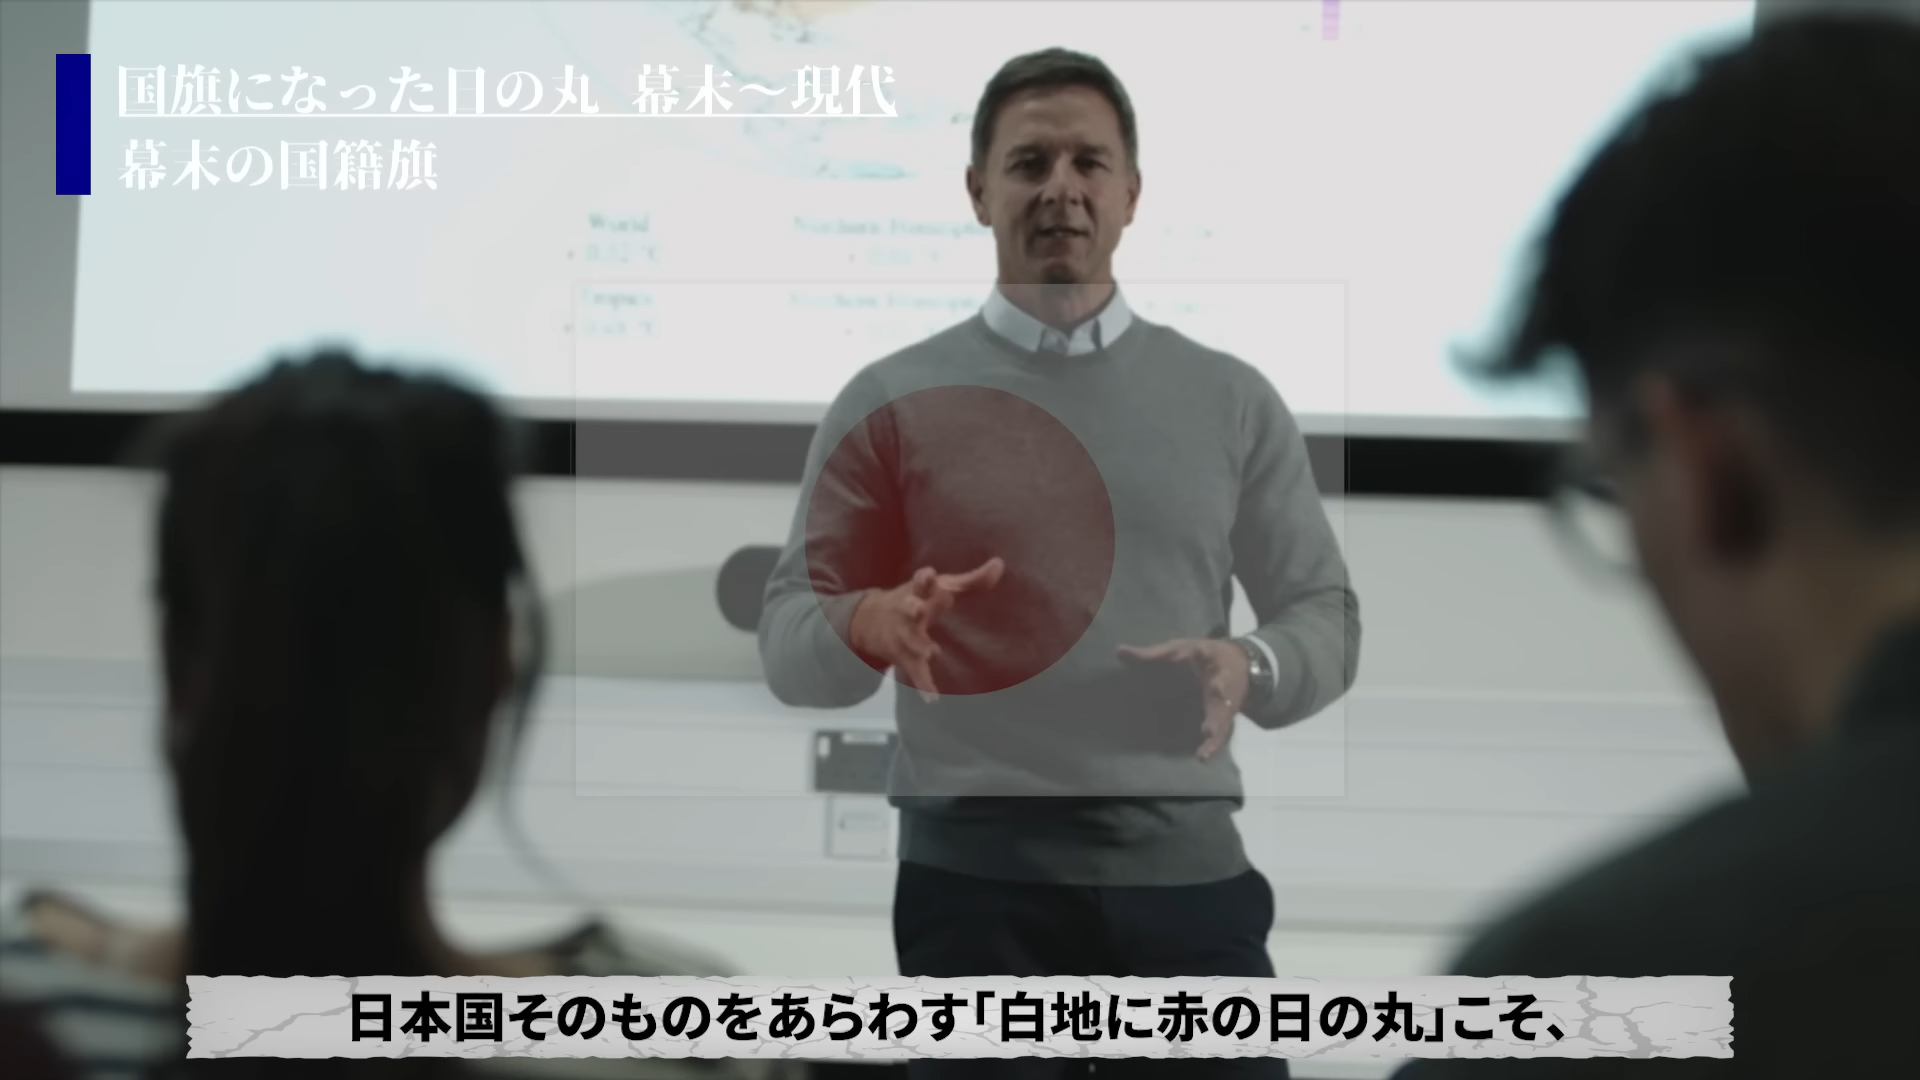 国旗になった日の丸 幕末〜現代
幕末の国籍旗
World
日本国そのものをあらわす「白地に赤の日の丸」こそ、